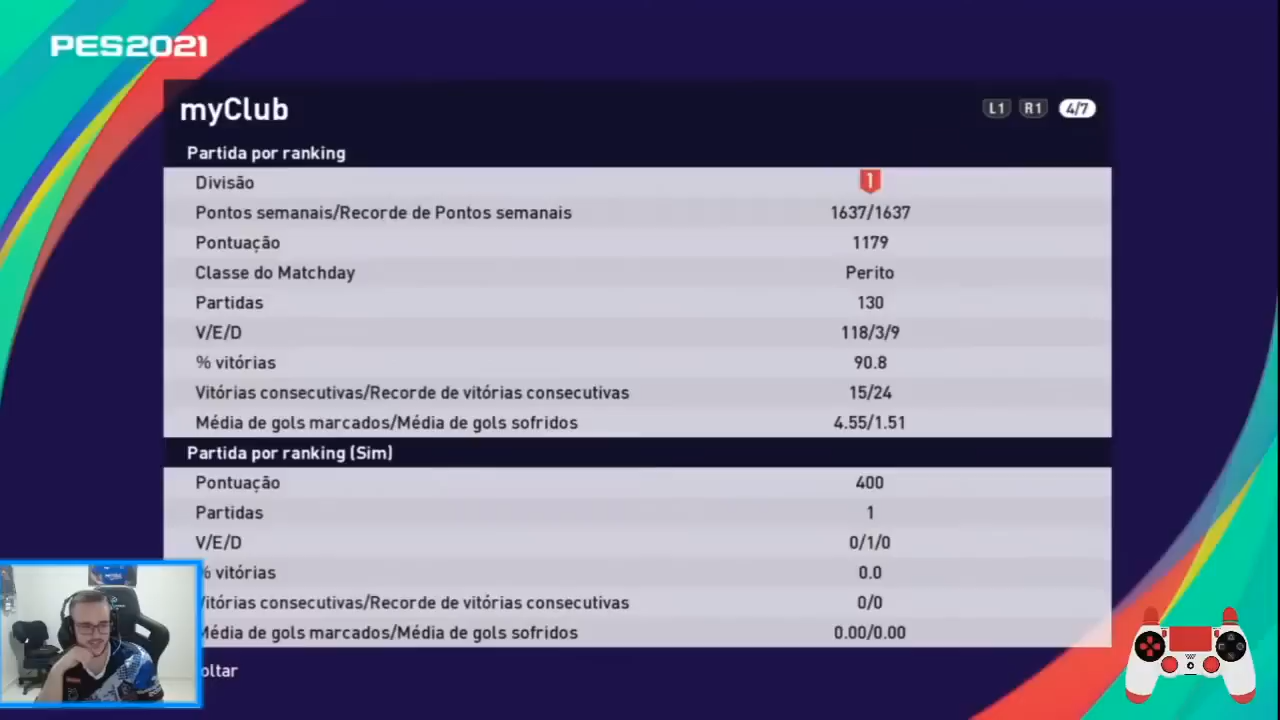 PES2021
myClub
L1 R1 4/7
Partida por ranking
Divisão 1
Pontos semanais/Recorde de Pontos semanais 1637/1637
Pontuação 1179
Classe do Matchday Perito
Partidas 130
V/E/D 118/3/9
% vitórias 90.8
Vitórias consecutivas/Recorde de vitórias consecutivas 15/24
Média de gols marcados/Média de gols sofridos 4.55/1.51
Partida por ranking (Sim)
Pontuação 400
Partidas 1
V/E/D 0/1/0
% vitórias 0.0
itórias consecutivas/Recorde de vitórias consecutivas 0/0
Média de gols marcados/Média de gols sofridos 0.00/0.00
oltar